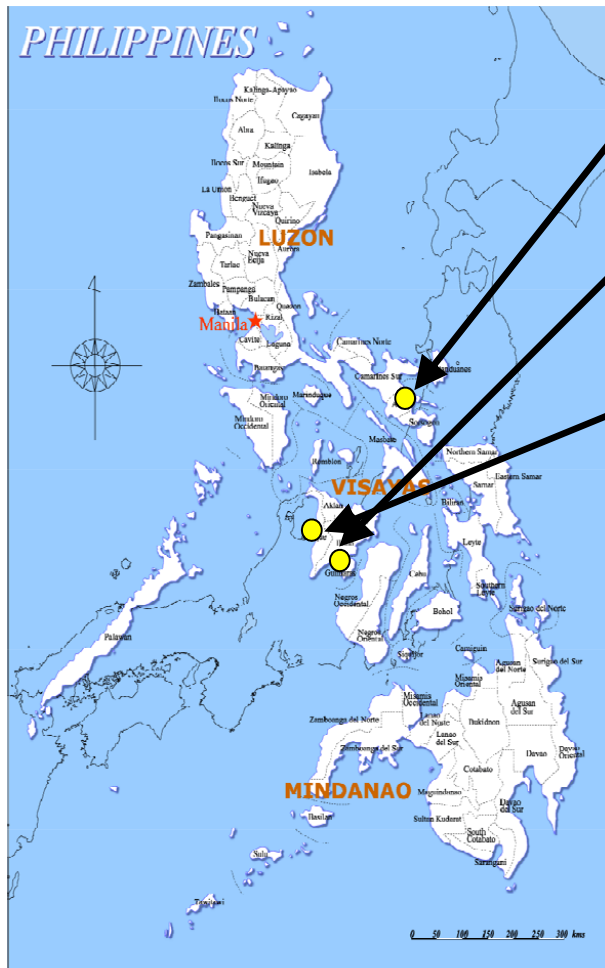 PHILIPPINES
Kalinga-Apayao
Ilocos Norte
Cagayan
Abra
Kalinga
Ilocos Sur
Mountain
Isabela
Ifugao
La Union
Benguet
Nueva
Vizcaya
Quirino
Pangasinan
LUZON
Aurora
Nueva
Ecija
Tarlac
Zambales
Pampanga
Bulacan
Quezon
Bataan
Rizal
Manila
Cavite
Laguna
Batangas
Camarines Norte
Camarines Sur
Marinduque
Mindoro
Oriental
Mindoro
Occidental
Sorsogon
Masbate
Romblon
Northern Samar
VISAYAS
Eastern Samar
Samar
Biliran
Aklan
Leyte
Guimaras
Cebu
Southern
Leyte
Negros
Occidental
Bohol
Surigao del Norte
Negros
Oriental
Palawan
Siquijor
Camiguin
Surigao del Sur
Agusan
del Norte
Misamis
Oriental
Misamis
Occidental
Agusan
del Sur
Zamboanga del Norte
Lanao
del Norte
Bukidnon
Lanao
del Sur
Zamboanga del Sur
Davao
Davao
Oriental
Cotabato
MINDANAO
Maguindanao
Davao
del Sur
Basilan
Sultan Kudarat
South
Cotabato
Sulu
Sarangani
Tawitawi
0 50 100 150 200 250 300 kms